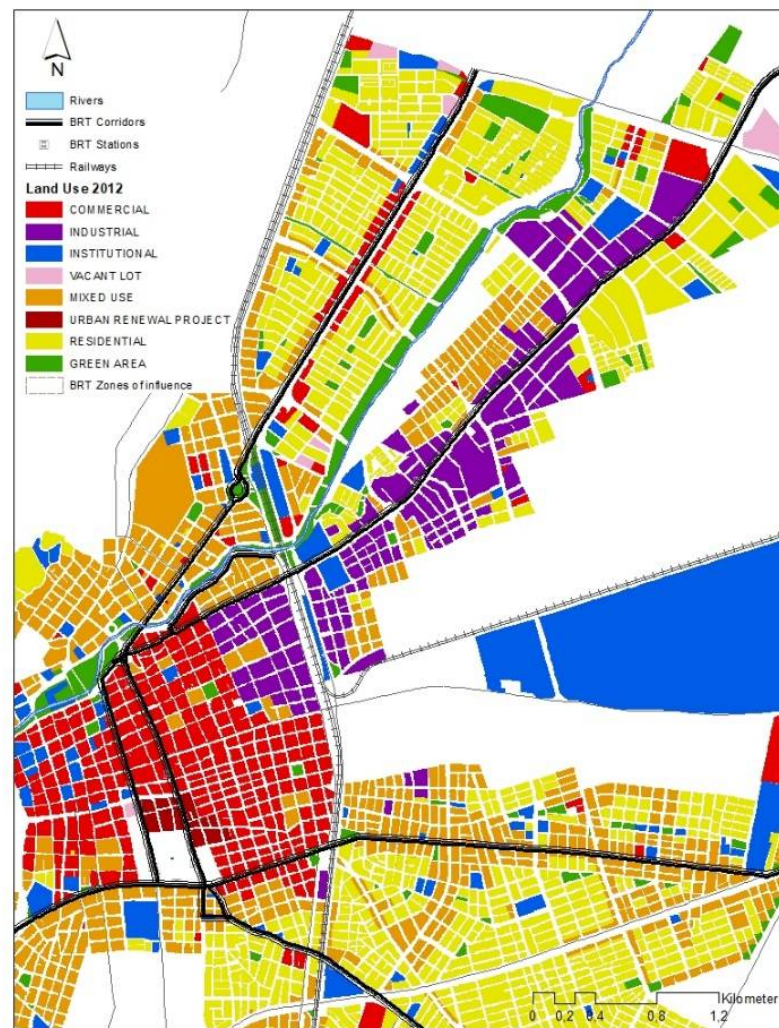 N
Rivers
BRT Corridors
BRT Stations
Railways
Land Use 2012
COMMERCIAL
INDUSTRIAL
INSTITUTIONAL
VACANT LOT
MIXED USE
URBAN RENEWAL PROJECT
RESIDENTIAL
GREEN AREA
BRT Zones of influence
Kilometer
0 0,2 0,4 0,8 1,2